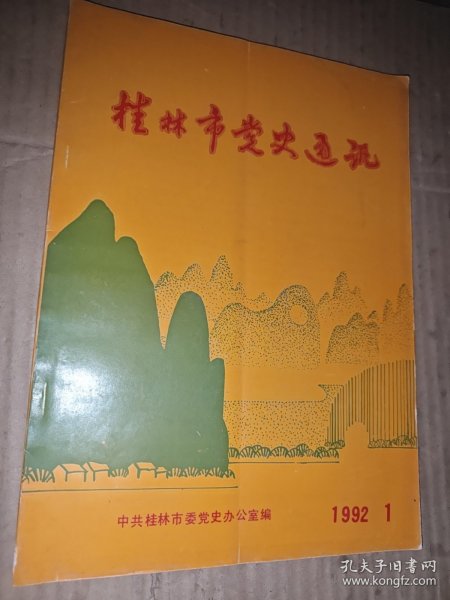 桂林市党史通讯
中共桂林市委党史办公室编
1992 1
孔夫子旧书网
www.kongfz.com